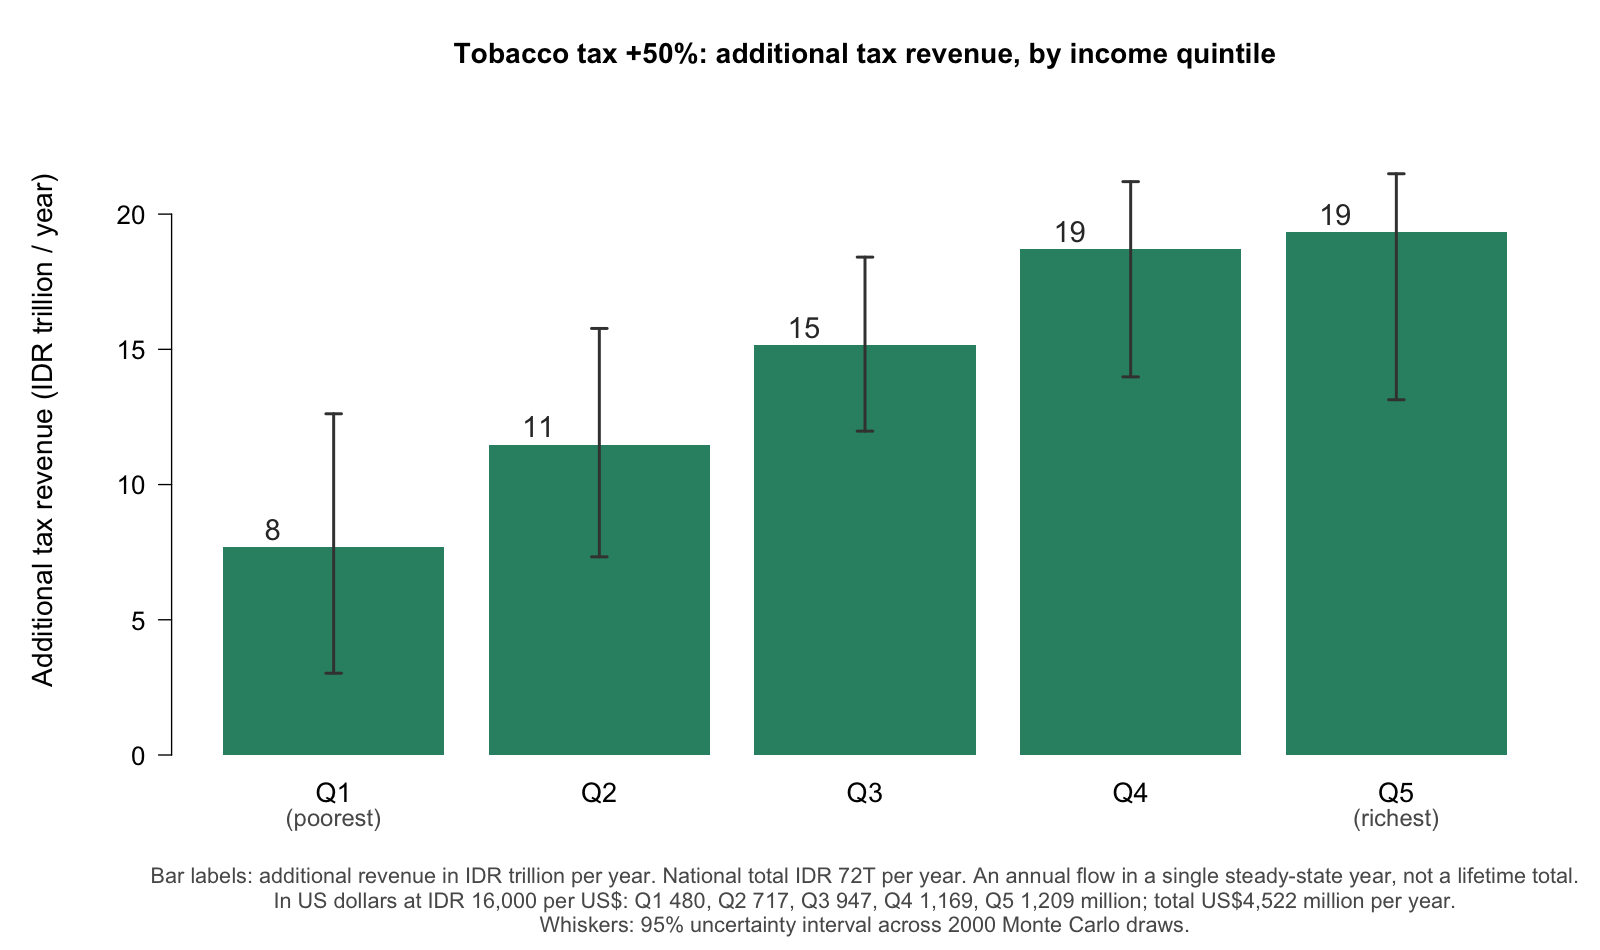 Tobacco tax +50%: additional tax revenue, by income quintile
Additional tax revenue (IDR trillion / year)
20
15
10
5
0
8
11
15
19
19
Q1
(poorest)
Q2
Q3
Q4
Q5
(richest)
Bar labels: additional revenue in IDR trillion per year. National total IDR 72T per year. An annual flow in a single steady-state year, not a lifetime total.
In US dollars at IDR 16,000 per US$: Q1 480, Q2 717, Q3 947, Q4 1,169, Q5 1,209 million; total US$4,522 million per year.
Whiskers: 95% uncertainty interval across 2000 Monte Carlo draws.